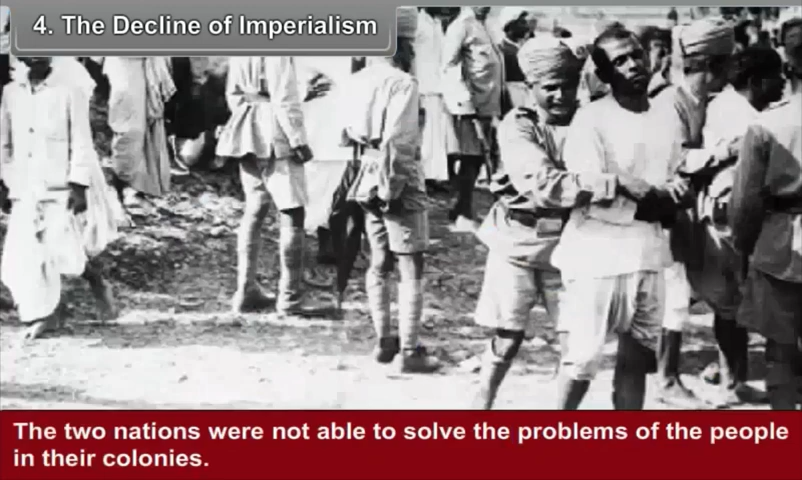 4. The Decline of Imperialism
The two nations were not able to solve the problems of the people
in their colonies.